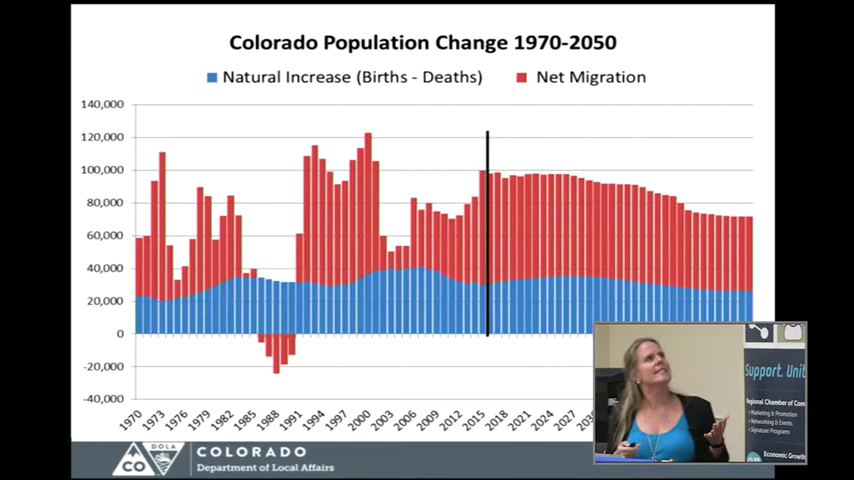 Colorado Population Change 1970-2050
Natural Increase (Births - Deaths) Net Migration
140,000
120,000
100,000
80,000
60,000
40,000
20,000
0
-20,000
-40,000
1970 1973 1976 1979 1982 1985 1988 1991 1994 1997 2000 2003 2006 2009 2012 2015 2018 2021 2024 2027
CO DOLA
COLORADO
Department of Local Affairs
Support. Unit
Regional Chamber of Com
• Marketing & Promotion
• Networking & Events
• Signature Programs
Economic Growth